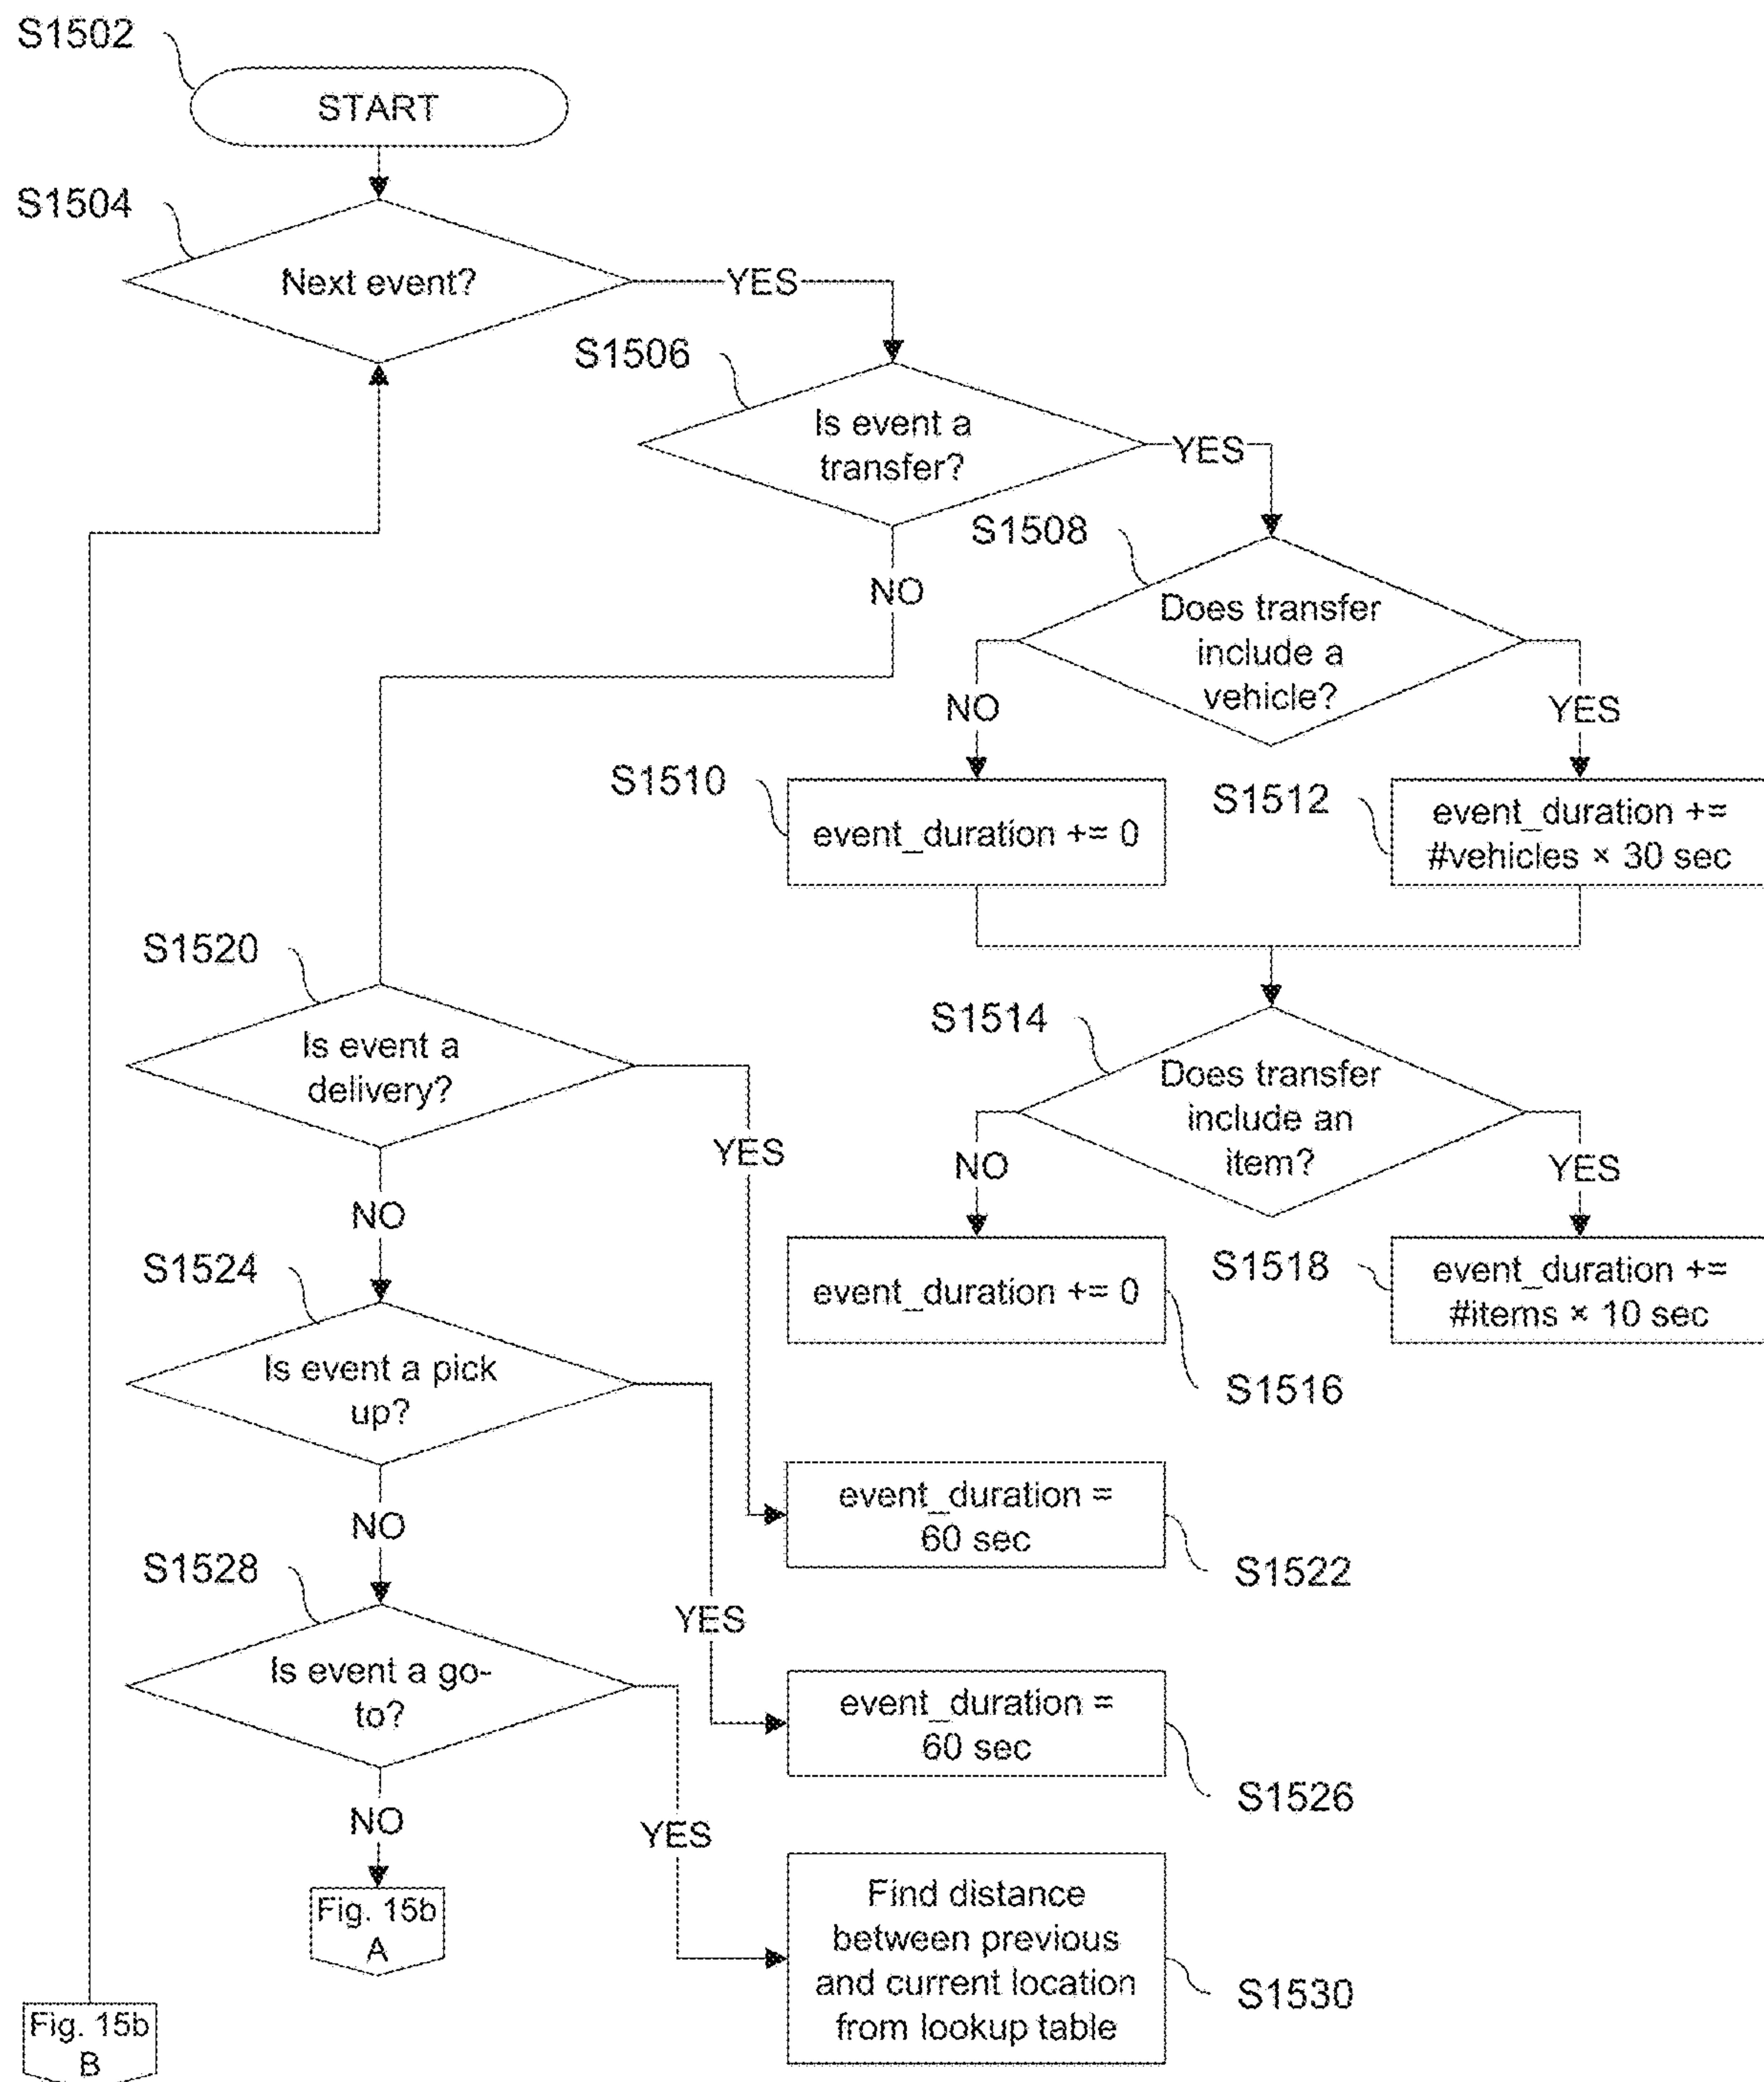 S1502
START
S1504
Next event?
YES
S1506
Is event a
transfer?
YES
NO
S1508
Does transfer
include a
vehicle?
NO
YES
S1510
event_duration += 0
S1512
event_duration +=
#vehicles × 30 sec
S1514
Does transfer
include an
item?
NO
YES
event_duration += 0
S1516
S1518
event_duration +=
#items × 10 sec
S1520
Is event a
delivery?
YES
NO
event_duration =
60 sec
S1522
S1524
Is event a pick
up?
YES
NO
event_duration =
60 sec
S1526
S1528
Is event a go-
to?
YES
NO
Find distance
between previous
and current location
from lookup table
S1530
Fig. 15b
A
Fig. 15b
B